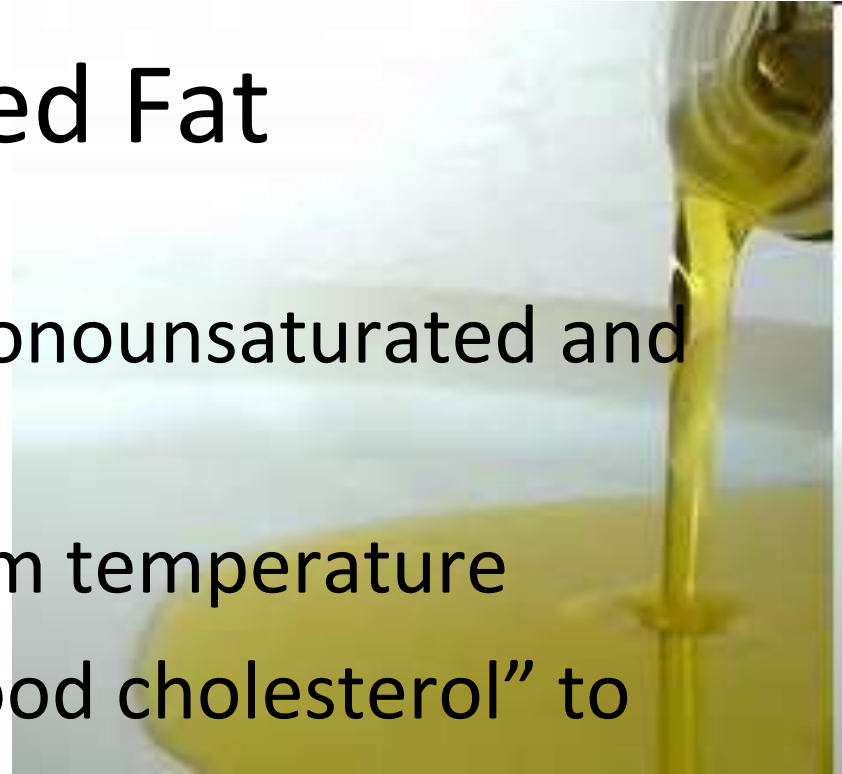 ed Fat
onounsaturated and
m temperature
ood cholesterol” to